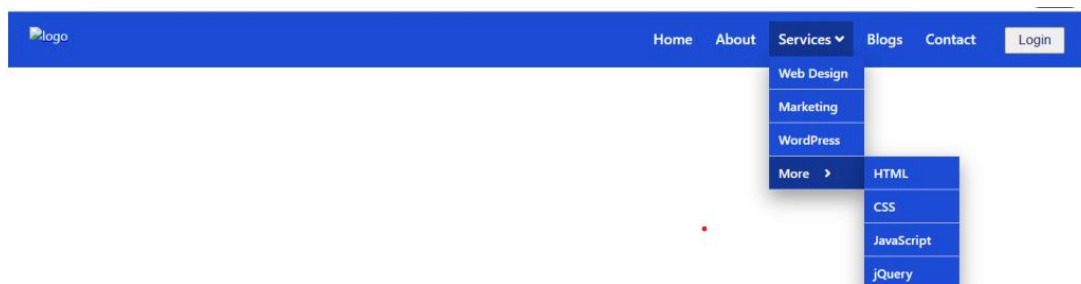 logo
Home About Services Blogs Contact Login
Web Design
Marketing
WordPress
More
HTML
CSS
JavaScript
jQuery